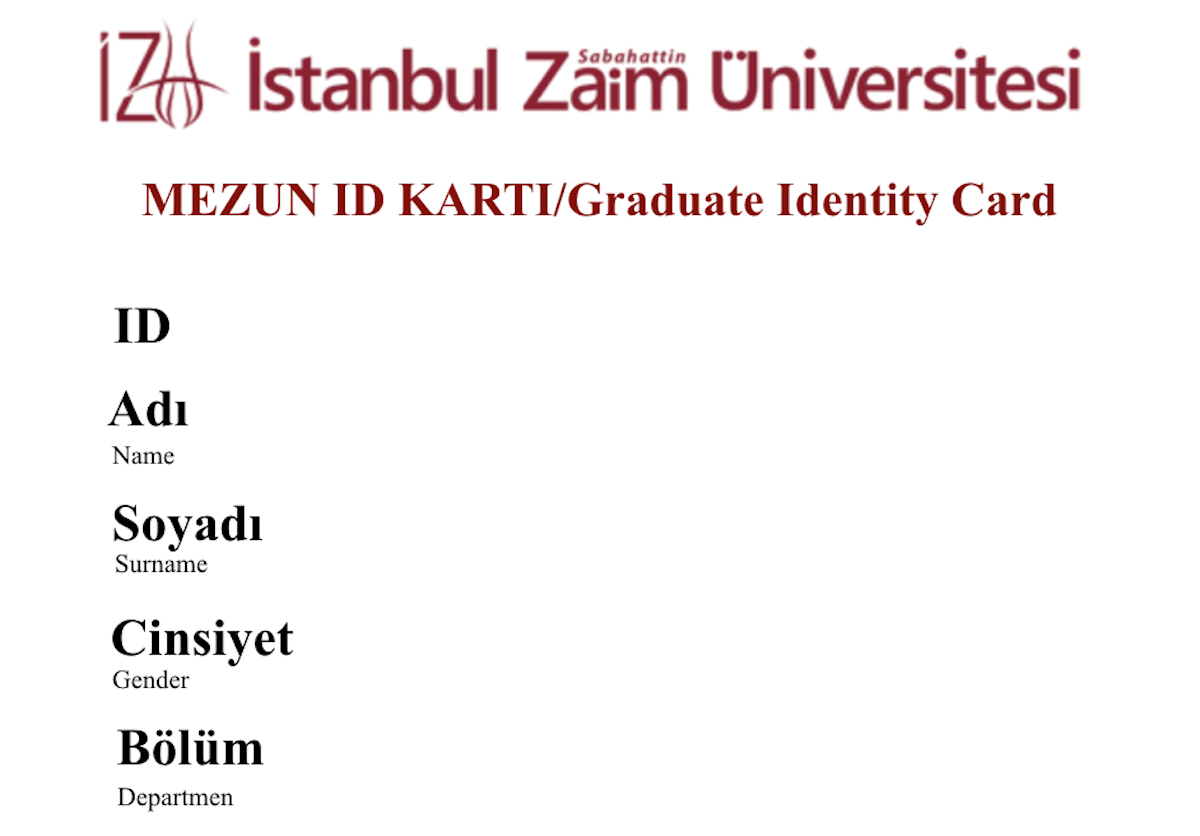 İZÜ İstanbul Sabahattin Zaim Üniversitesi
MEZUN ID KARTI/Graduate Identity Card
ID
Adı
Name
Soyadı
Surname
Cinsiyet
Gender
Bölüm
Departmen